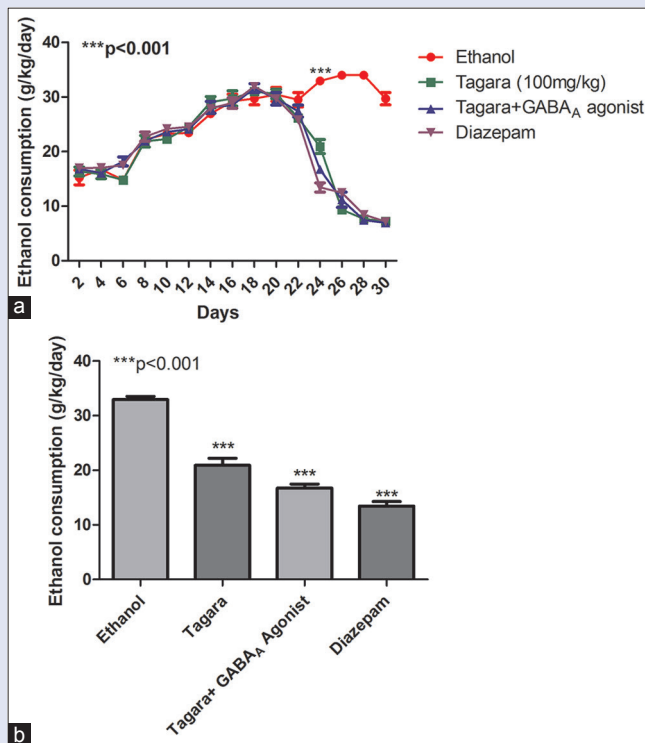 40
***p<0.001
30
20
10
0
Ethanol consumption (g/kg/day)
***
2 4 6 8 10 12 14 16 18 20 22 24 26 28 30
Days
Ethanol
Tagara (100mg/kg)
Tagara+GABAA agonist
Diazepam
a
40
***p<0.001
30
20
10
0
Ethanol consumption (g/kg/day)
***
***
***
Ethanol
Tagara
Tagara+ GABAA Agonist
Diazepam
b